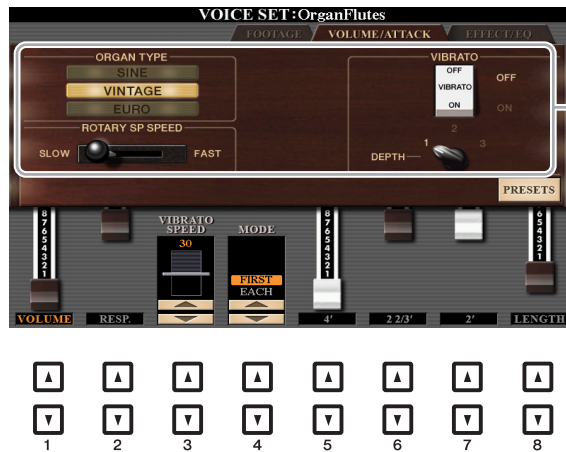 VOICE SET:OrganFlutes
FOOTAGE VOLUME/ATTACK EFFECT/EQ
ORGAN TYPE
SINE
VINTAGE
EURO
ROTARY SP SPEED
SLOW FAST
VIBRATO
OFF
VIBRATO
ON
OFF
ON
DEPTH
1
2
3
PRESETS
8
7
6
5
4
3
2
1
VIBRATO
SPEED
30
MODE
FIRST
EACH
8
7
6
5
4
3
2
1
6
5
4
3
2
1
VOLUME RESP. 4' 2 2/3' 2' LENGTH
1 2 3 4 5 6 7 8